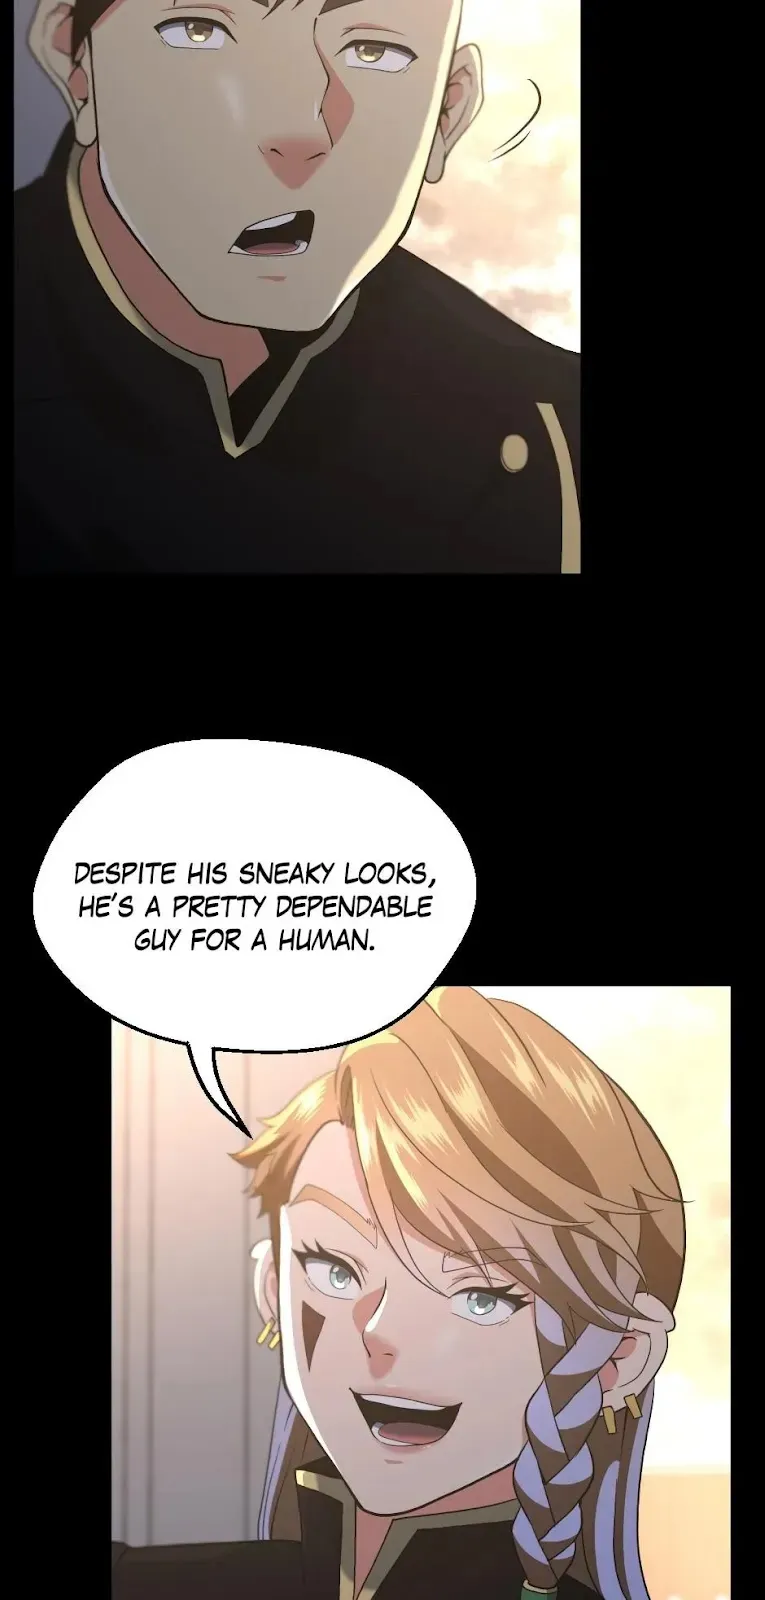 DESPITE HIS SNEAKY LOOKS,
HE'S A PRETTY DEPENDABLE
GUY FOR A HUMAN.